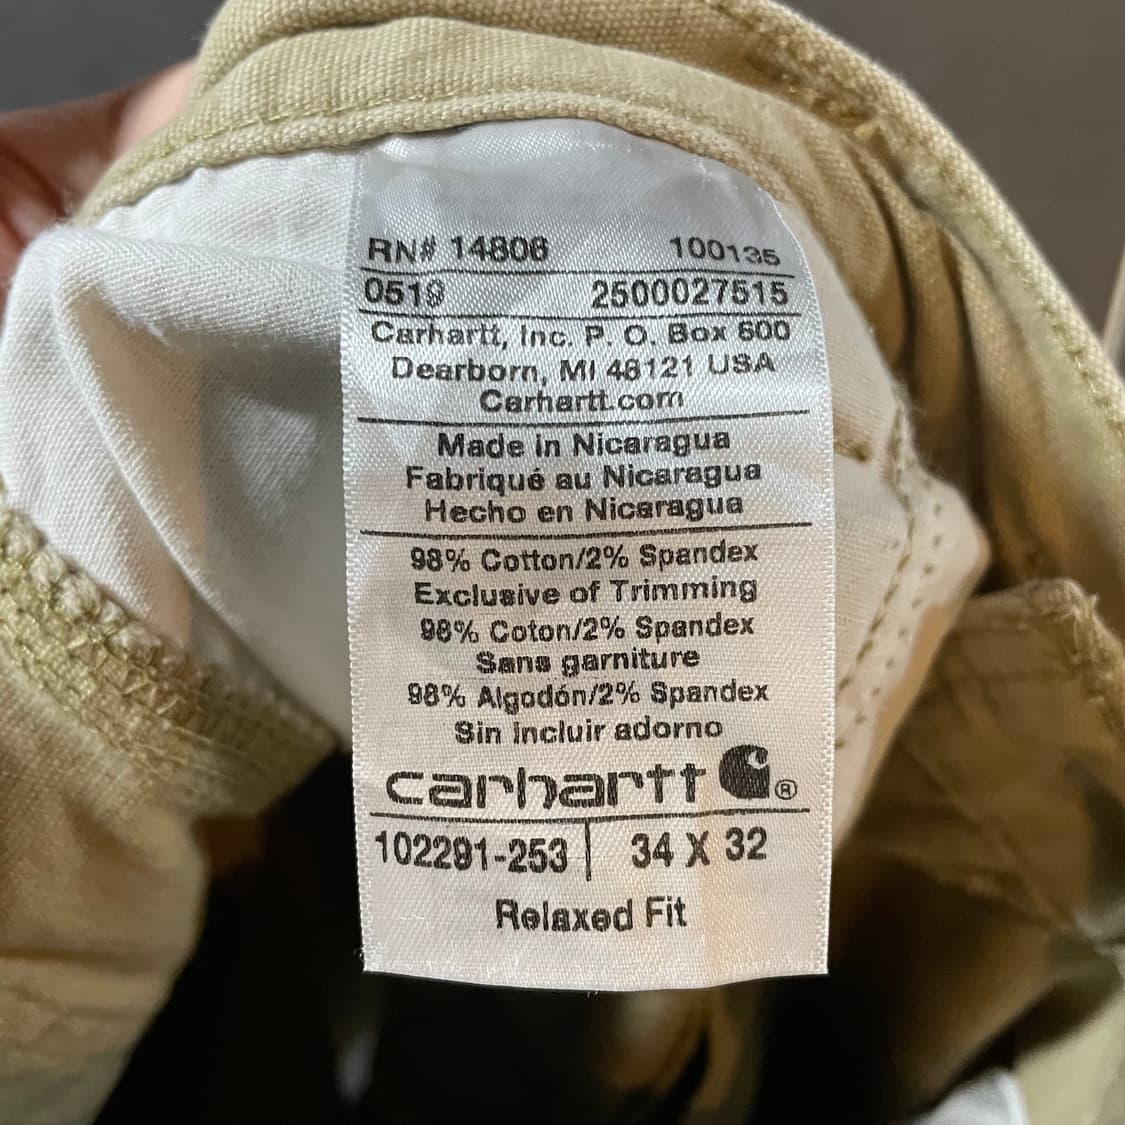 RN# 14806 100135
0519 2500027515
Carhartt, Inc. P. O. Box 600
Dearborn, MI 48121 USA
Carhartt.com
Made in Nicaragua
Fabriqué au Nicaragua
Hecho en Nicaragua
98% Cotton/2% Spandex
Exclusive of Trimming
98% Coton/2% Spandex
Sans garniture
98% Algodón/2% Spandex
Sin incluir adorno
carhartt ®
102291-253 34 X 32
Relaxed Fit